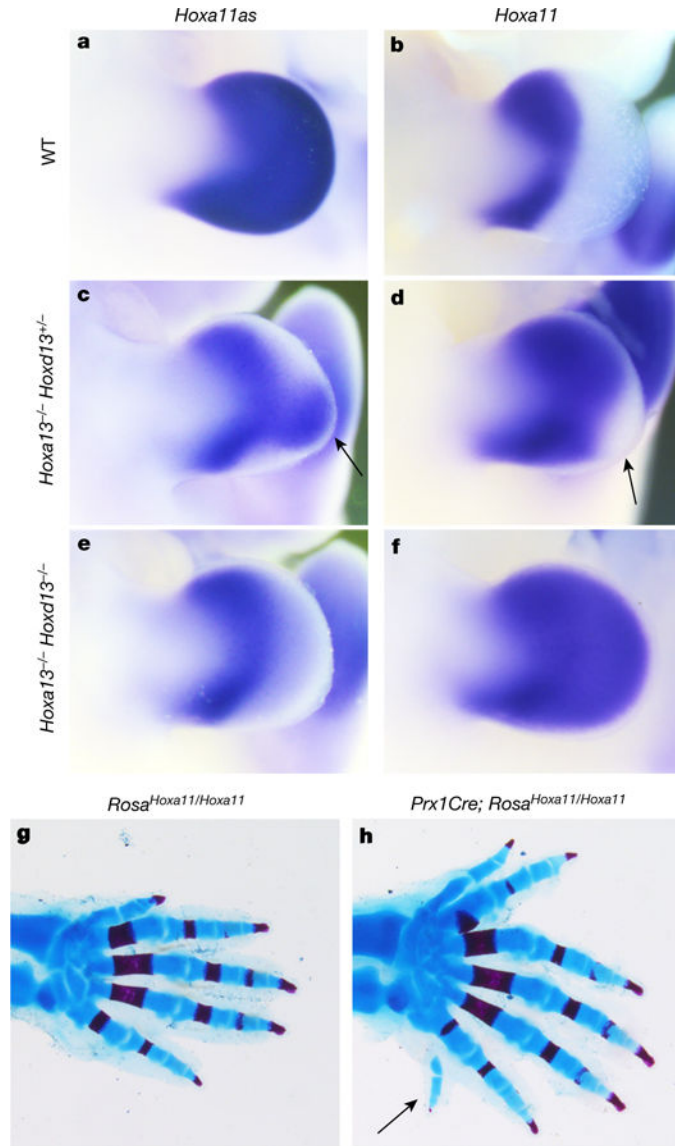 Hoxa11as Hoxa11
a b
WT
c d
Hoxa13–/– Hoxd13+/–
e f
Hoxa13–/– Hoxd13–/–
RosaHoxa11/Hoxa11 Prx1Cre; RosaHoxa11/Hoxa11
g h